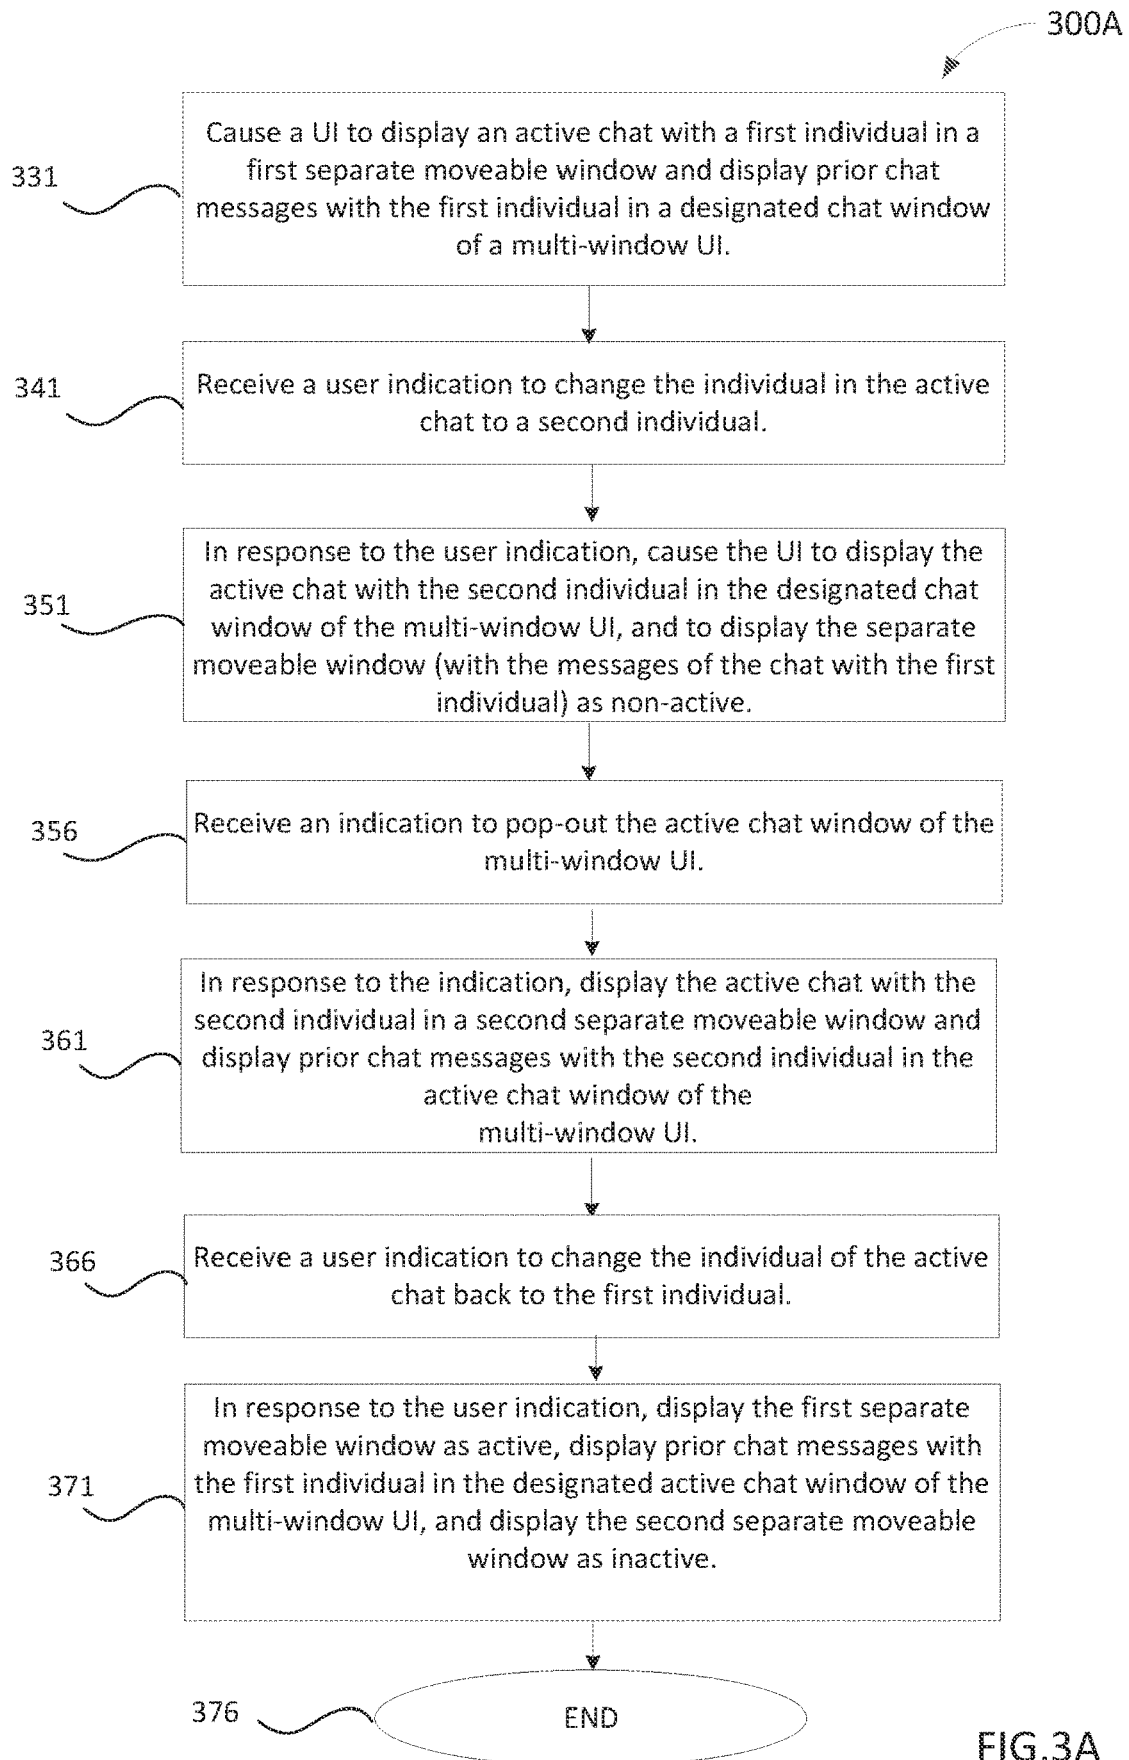 300A
Cause a UI to display an active chat with a first individual in a
first separate moveable window and display prior chat
messages with the first individual in a designated chat window
of a multi-window UI.
331
Receive a user indication to change the individual in the active
chat to a second individual.
341
In response to the user indication, cause the UI to display the
active chat with the second individual in the designated chat
window of the multi-window UI, and to display the separate
moveable window (with the messages of the chat with the first
individual) as non-active.
351
Receive an indication to pop-out the active chat window of the
multi-window UI.
356
In response to the indication, display the active chat with the
second individual in a second separate moveable window and
display prior chat messages with the second individual in the
active chat window of the
multi-window UI.
361
Receive a user indication to change the individual of the active
chat back to the first individual.
366
In response to the user indication, display the first separate
moveable window as active, display prior chat messages with
the first individual in the designated active chat window of the
multi-window UI, and display the second separate moveable
window as inactive.
371
END
376
FIG.3A